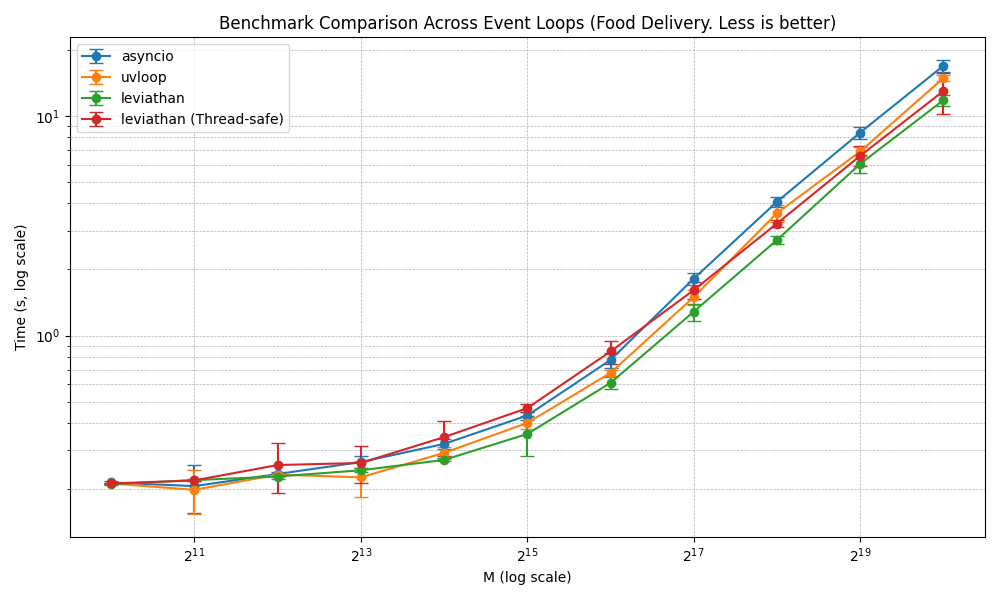 Benchmark Comparison Across Event Loops (Food Delivery. Less is better)
asyncio
uvloop
leviathan
leviathan (Thread-safe)
10¹
10⁰
Time (s, log scale)
2¹¹ 2¹³ 2¹⁵ 2¹⁷ 2¹⁹
M (log scale)